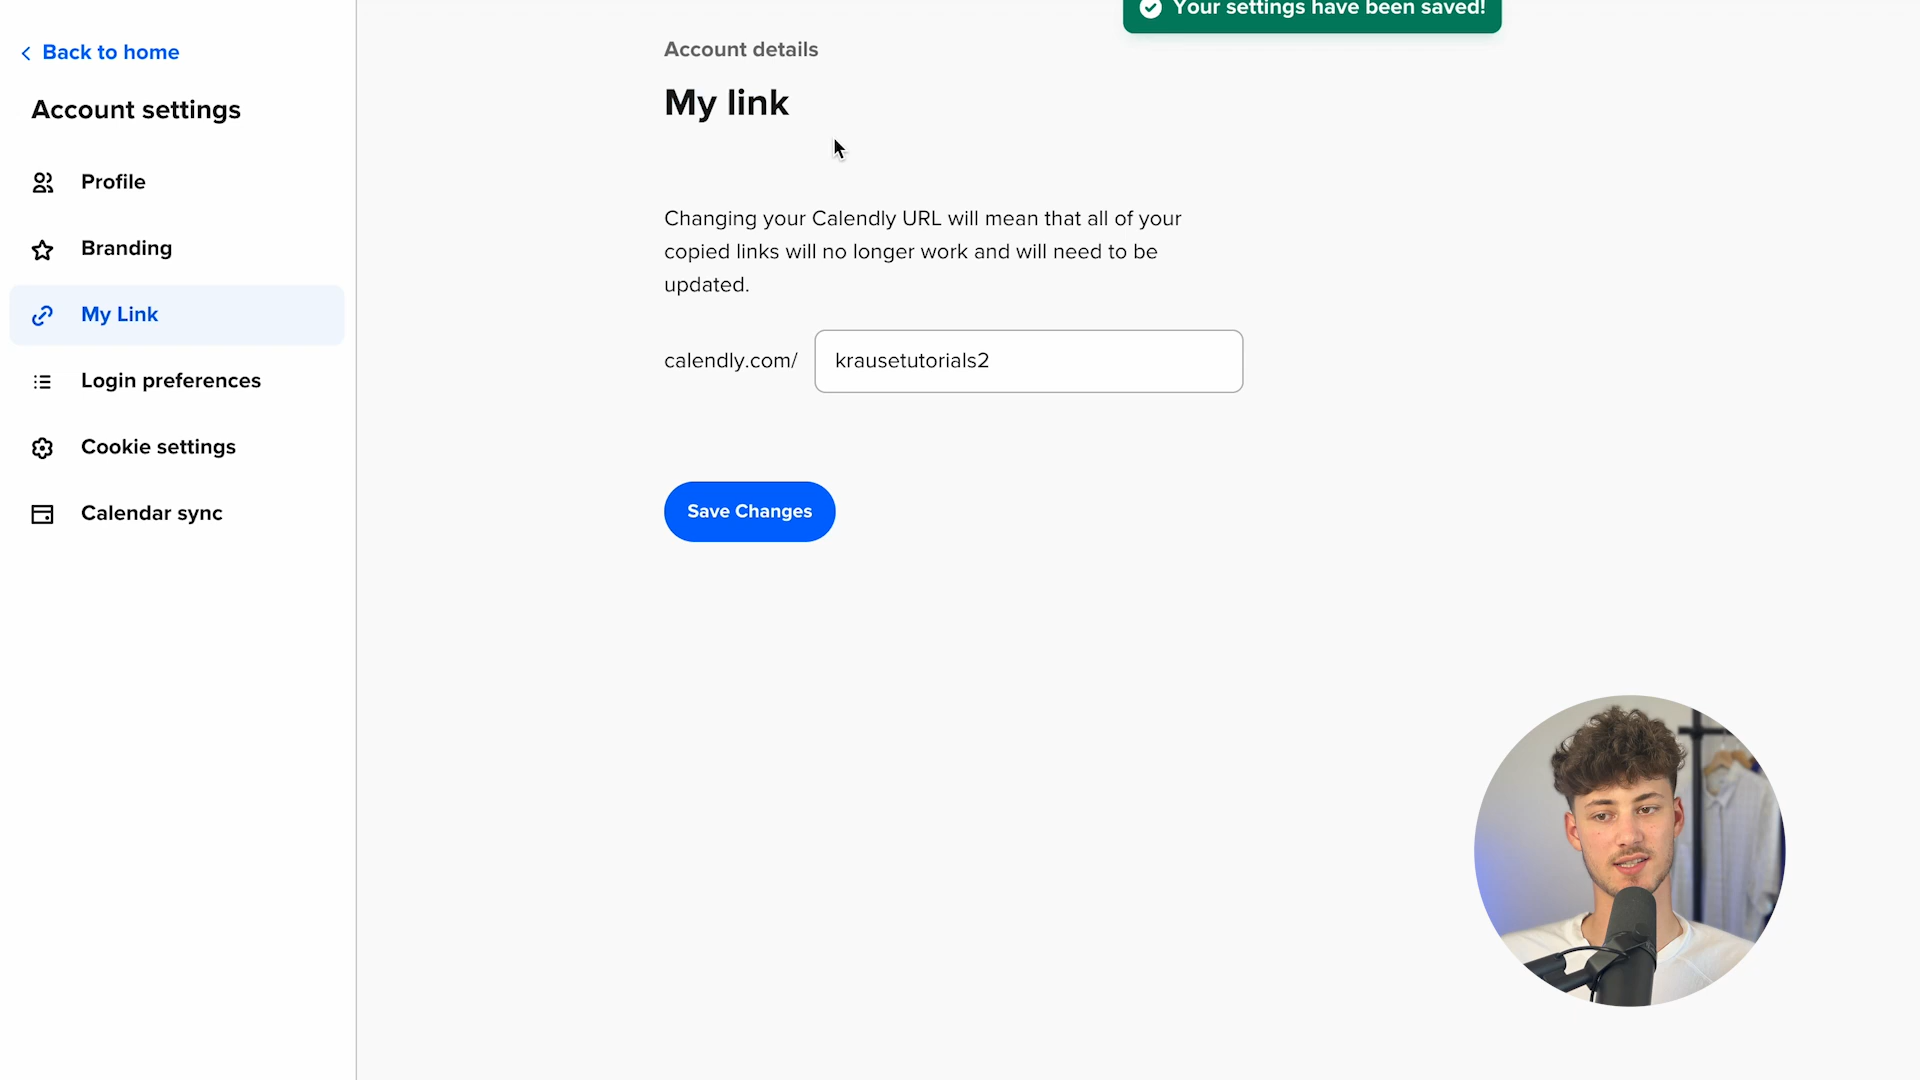 Your settings have been saved!
Back to home
Account settings
Profile
Branding
My Link
Login preferences
Cookie settings
Calendar sync
Account details
My link
Changing your Calendly URL will mean that all of your
copied links will no longer work and will need to be
updated.
calendly.com/ krausetutorials2
Save Changes